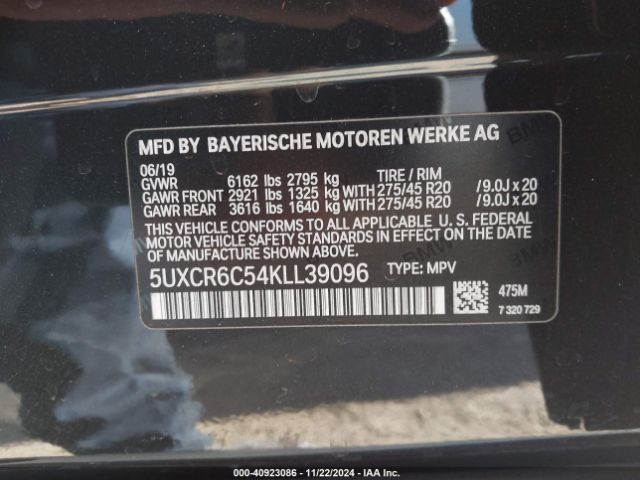 MFD BY BAYERISCHE MOTOREN WERKE AG
06/19
GVWR 6162 lbs 2795 kg TIRE / RIM
GAWR FRONT 2921 lbs 1325 kg WITH 275/45 R20 / 9.0J x 20
GAWR REAR 3616 lbs 1640 kg WITH 275/45 R20 / 9.0J x 20
THIS VEHICLE CONFORMS TO ALL APPLICABLE U. S. FEDERAL
MOTOR VEHICLE SAFETY STANDARDS IN EFFECT ON THE DATE
OF MANUFACTURE SHOWN ABOVE.
5UXCR6C54KLL39096 TYPE: MPV
475M
7 320 729
000-40923086 - 11/22/2024 - IAA Inc.